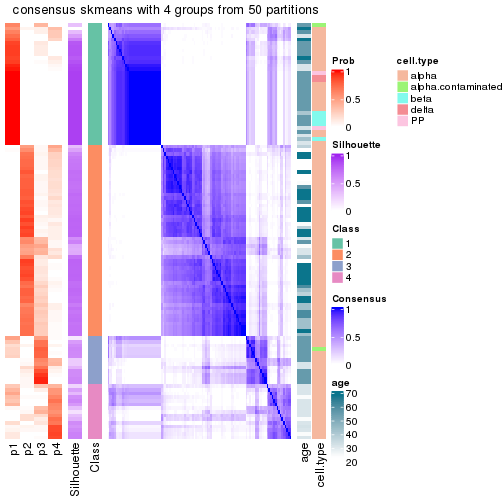 consensus skmeans with 4 groups from 50 partitions
Prob
1
0.5
0
Silhouette
1
0.5
0
Class
1
2
3
4
Consensus
1
0.5
0
age
70
60
50
40
30
20
cell.type
alpha
alpha.contaminated
beta
delta
PP
p1
p2
p3
p4
Silhouette
Class
age
cell.type